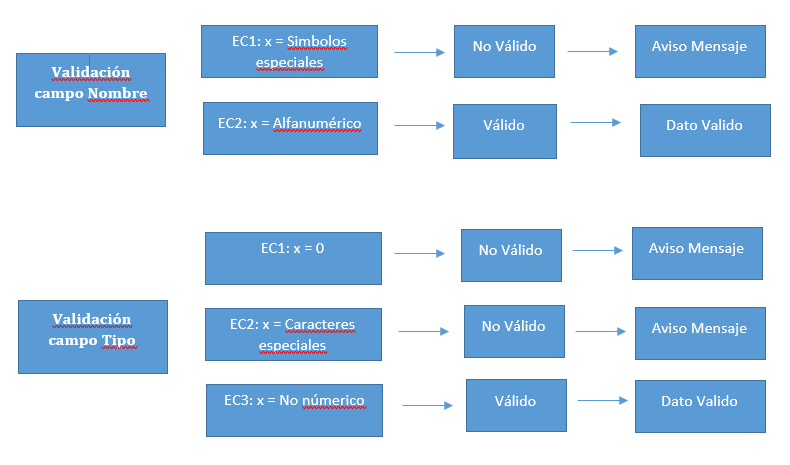 Validación
campo Nombre
EC1: x = Simbolos
especiales
No Válido
Aviso Mensaje
EC2: x = Alfanumérico
Válido
Dato Valido
Validación
campo Tipo
EC1: x = 0
No Válido
Aviso Mensaje
EC2: x = Caracteres
especiales
No Válido
Aviso Mensaje
EC3: x = No númerico
Válido
Dato Valido